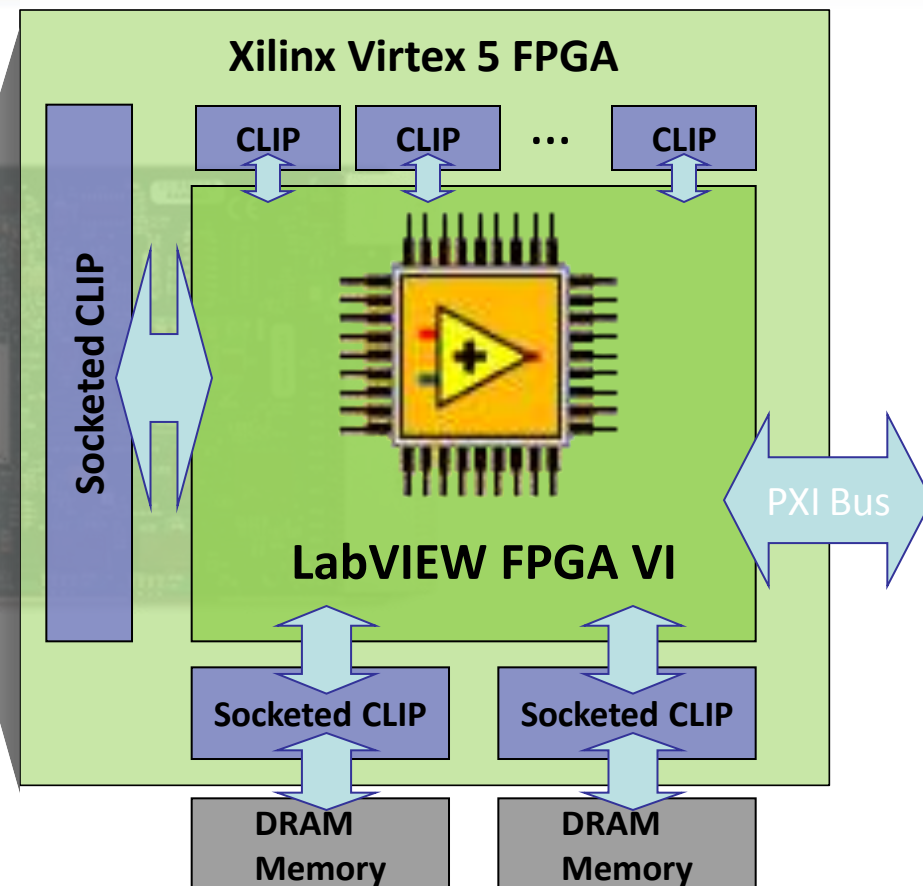 Xilinx Virtex 5 FPGA
CLIP
CLIP
...
CLIP
Socketed CLIP
PXI Bus
LabVIEW FPGA VI
Socketed CLIP
Socketed CLIP
DRAM
Memory
DRAM
Memory